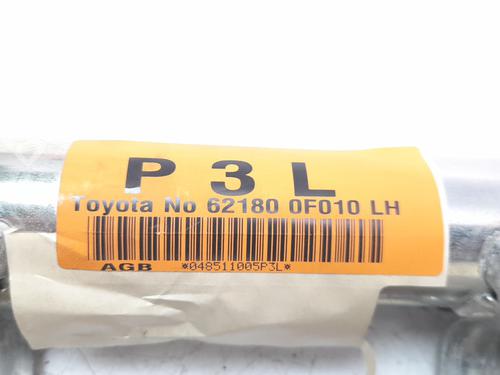 P 3 L
Toyota No 62180 0F010 LH
AGB *048511005P3L*